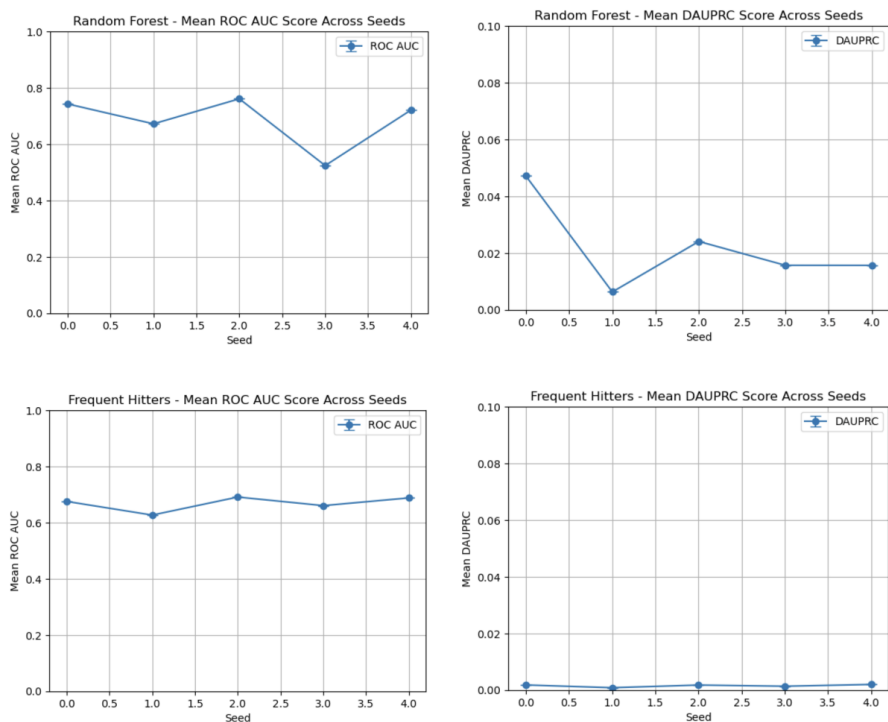 Random Forest - Mean ROC AUC Score Across Seeds
1.0
0.8
0.6
0.4
0.2
0.0
Mean ROC AUC
ROC AUC
0.0 0.5 1.0 1.5 2.0 2.5 3.0 3.5 4.0
Seed
Random Forest - Mean DAUPRC Score Across Seeds
0.10
0.08
0.06
0.04
0.02
0.00
Mean DAUPRC
DAUPRC
0.0 0.5 1.0 1.5 2.0 2.5 3.0 3.5 4.0
Seed
Frequent Hitters - Mean ROC AUC Score Across Seeds
1.0
0.8
0.6
0.4
0.2
0.0
Mean ROC AUC
ROC AUC
0.0 0.5 1.0 1.5 2.0 2.5 3.0 3.5 4.0
Seed
Frequent Hitters - Mean DAUPRC Score Across Seeds
0.10
0.08
0.06
0.04
0.02
0.00
Mean DAUPRC
DAUPRC
0.0 0.5 1.0 1.5 2.0 2.5 3.0 3.5 4.0
Seed